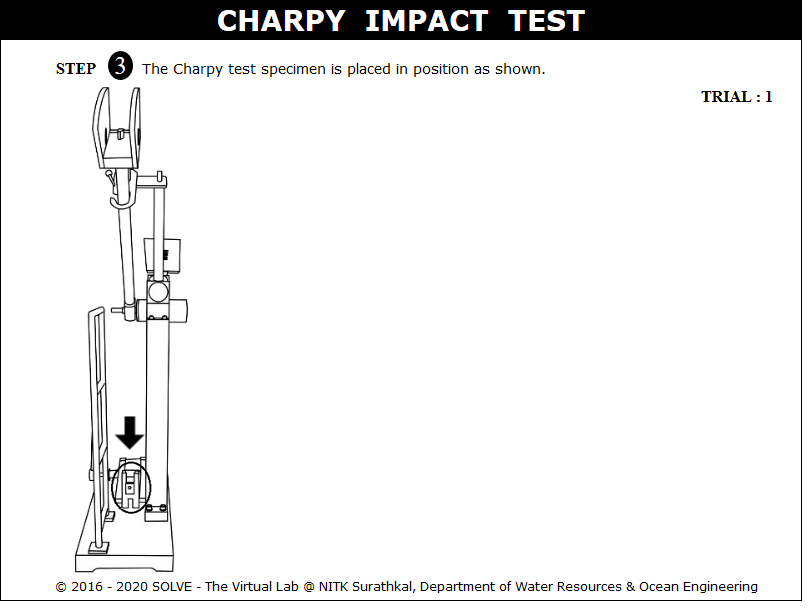 CHARPY IMPACT TEST
STEP 3 The Charpy test specimen is placed in position as shown.
TRIAL : 1
© 2016 - 2020 SOLVE - The Virtual Lab @ NITK Surathkal, Department of Water Resources & Ocean Engineering